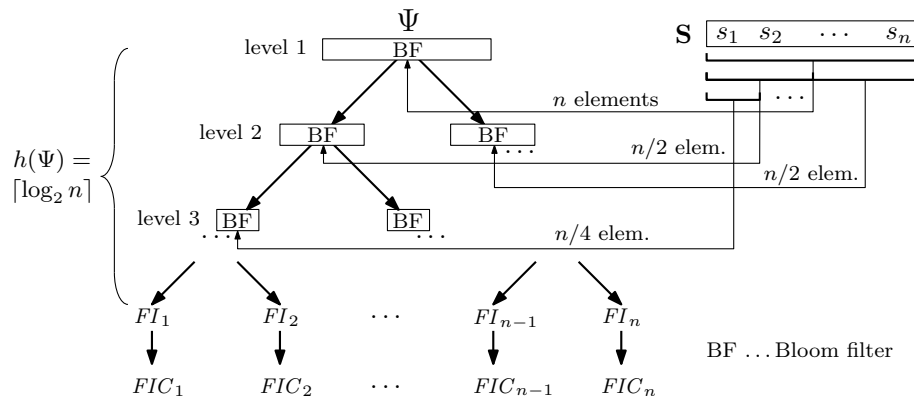 Ψ
level 1 BF
S s₁ s₂ ⋯ sₙ
n elements
⋯
level 2 BF BF
⋯
n/2 elem.
h(Ψ) =
⌈log₂ n⌉
n/2 elem.
level 3 BF BF
⋯ ⋯
n/4 elem.
FI₁ FI₂ ⋯ FIₙ₋₁ FIₙ
BF … Bloom filter
FIC₁ FIC₂ ⋯ FICₙ₋₁ FICₙ